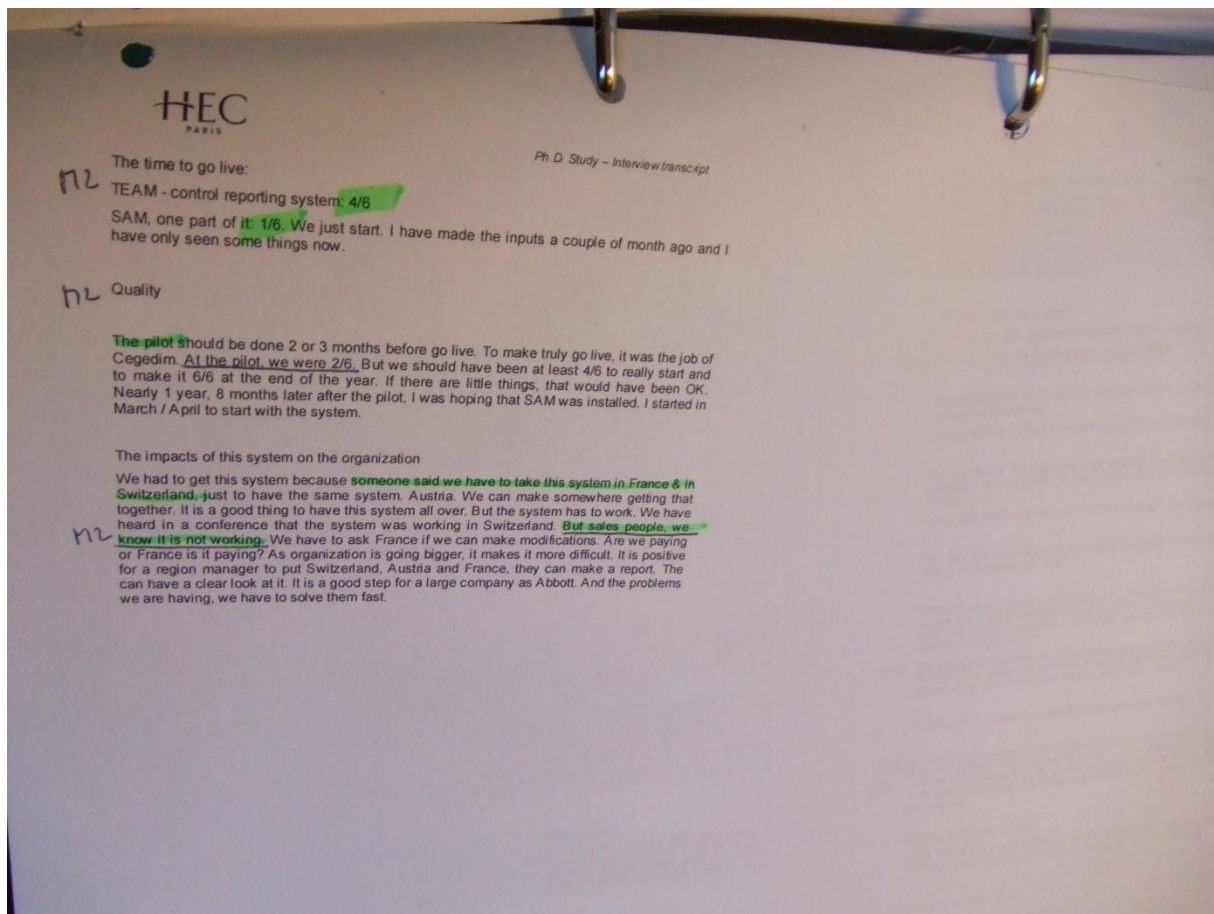 HEC
PARIS
Ph. D. Study – Interview transcript
The time to go live:
M2
TEAM - control reporting system: 4/6
SAM, one part of it: 1/6. We just start. I have made the inputs a couple of month ago and I
have only seen some things now.
M2
Quality
The pilot should be done 2 or 3 months before go live. To make truly go live, it was the job of
Cegedim. At the pilot, we were 2/6. But we should have been at least 4/6 to really start and
to make it 6/6 at the end of the year. If there are little things, that would have been OK.
Nearly 1 year, 8 months later after the pilot, I was hoping that SAM was installed. I started in
March / April to start with the system.
The impacts of this system on the organization
We had to get this system because someone said we have to take this system in France & in
Switzerland, just to have the same system. Austria. We can make somewhere getting that
together. It is a good thing to have this system all over. But the system has to work. We have
heard in a conference that the system was working in Switzerland. But sales people, we
M2
know it is not working. We have to ask France if we can make modifications. Are we paying
or France is it paying? As organization is going bigger, it makes it more difficult. It is positive
for a region manager to put Switzerland, Austria and France, they can make a report. The
can have a clear look at it. It is a good step for a large company as Abbott. And the problems
we are having, we have to solve them fast.